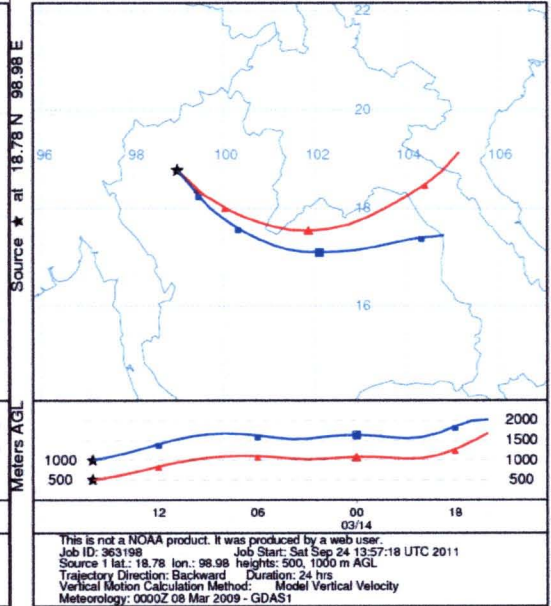 Source ★ at 18.78 N 98.98 E
22
20
96 98 100 102 104 106
18
16
Meters AGL
2000
1500
1000 1000
500 500
12 06 00 18
03/14
This is not a NOAA product. It was produced by a web user.
Job ID: 363198 Job Start: Sat Sep 24 13:57:18 UTC 2011
Source 1 lat.: 18.78 lon.: 98.98 heights: 500, 1000 m AGL
Trajectory Direction: Backward Duration: 24 hrs
Vertical Motion Calculation Method: Model Vertical Velocity
Meteorology: 0000Z 08 Mar 2009 - GDAS1